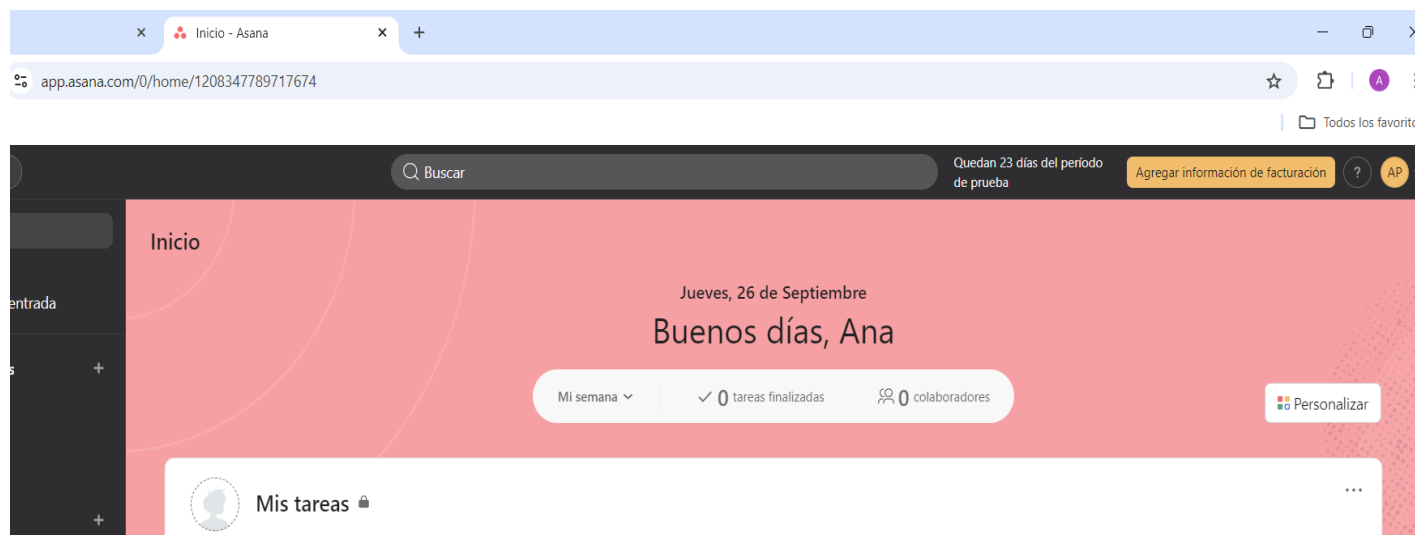 Inicio - Asana
app.asana.com/0/home/1208347789717674
A
Todos los favorito
Buscar
Quedan 23 días del período
de prueba
Agregar información de facturación
?
AP
Inicio
entrada
Jueves, 26 de Septiembre
Buenos días, Ana
s
Mi semana
0 tareas finalizadas
0 colaboradores
Personalizar
Mis tareas